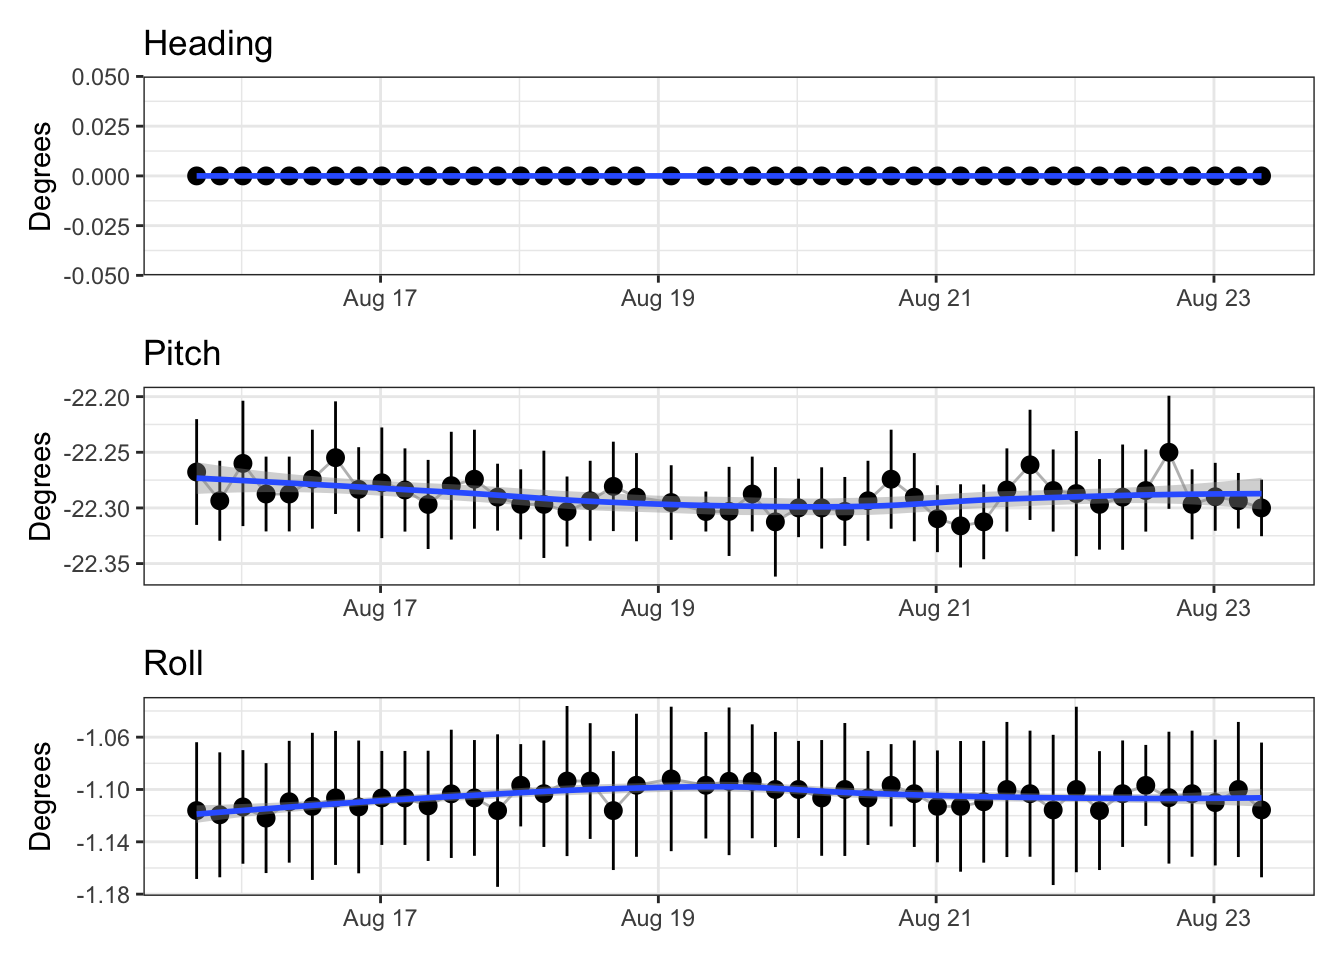 Heading
Degrees
0.050
0.025
0.000
-0.025
-0.050
Aug 17 Aug 19 Aug 21 Aug 23
Pitch
Degrees
-22.20
-22.25
-22.30
-22.35
Aug 17 Aug 19 Aug 21 Aug 23
Roll
Degrees
-1.06
-1.10
-1.14
-1.18
Aug 17 Aug 19 Aug 21 Aug 23